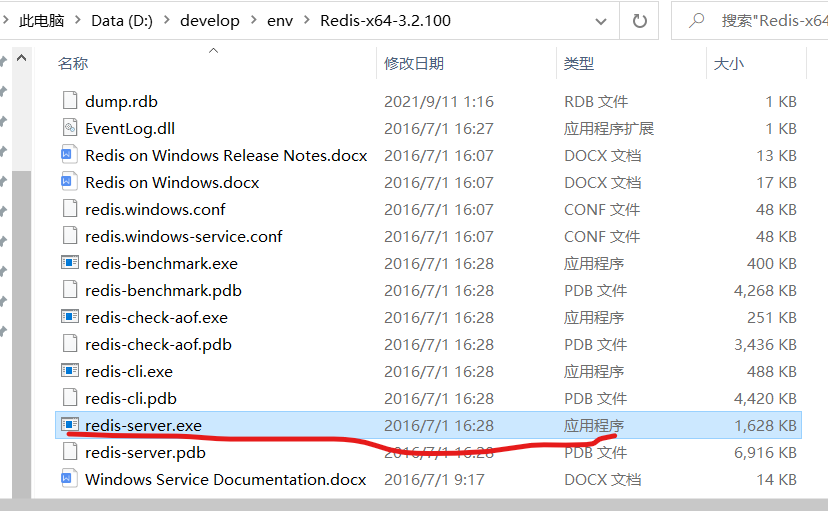 此电脑 > Data (D:) > develop > env > Redis-x64-3.2.100 搜索"Redis-x64
名称 修改日期 类型 大小
dump.rdb 2021/9/11 1:16 RDB 文件 1 KB
EventLog.dll 2016/7/1 16:27 应用程序扩展 1 KB
Redis on Windows Release Notes.docx 2016/7/1 16:07 DOCX 文档 13 KB
Redis on Windows.docx 2016/7/1 16:07 DOCX 文档 17 KB
redis.windows.conf 2016/7/1 16:07 CONF 文件 48 KB
redis.windows-service.conf 2016/7/1 16:07 CONF 文件 48 KB
redis-benchmark.exe 2016/7/1 16:28 应用程序 400 KB
redis-benchmark.pdb 2016/7/1 16:28 PDB 文件 4,268 KB
redis-check-aof.exe 2016/7/1 16:28 应用程序 251 KB
redis-check-aof.pdb 2016/7/1 16:28 PDB 文件 3,436 KB
redis-cli.exe 2016/7/1 16:28 应用程序 488 KB
redis-cli.pdb 2016/7/1 16:28 PDB 文件 4,420 KB
redis-server.exe 2016/7/1 16:28 应用程序 1,628 KB
redis-server.pdb 2016/7/1 16:28 PDB 文件 6,916 KB
Windows Service Documentation.docx 2016/7/1 9:17 DOCX 文档 14 KB